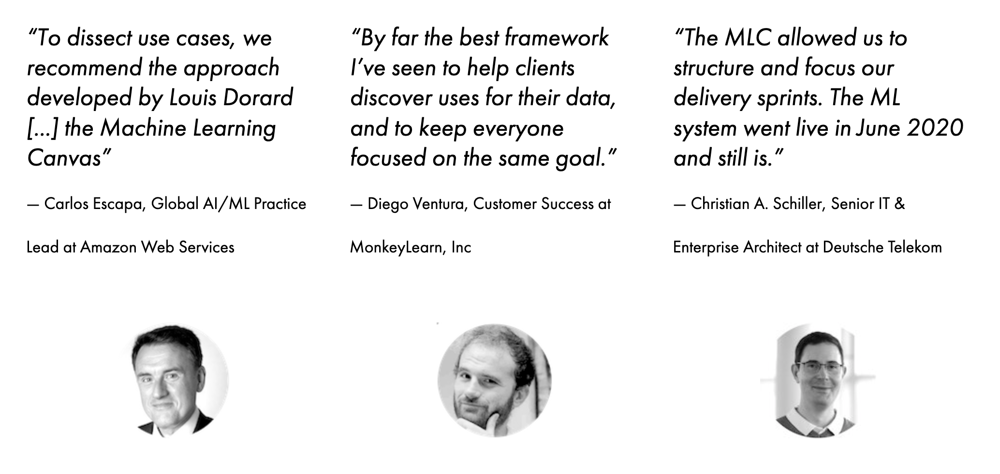 “To dissect use cases, we
recommend the approach
developed by Louis Dorard
[...] the Machine Learning
Canvas”
— Carlos Escapa, Global AI/ML Practice
Lead at Amazon Web Services
“By far the best framework
I’ve seen to help clients
discover uses for their data,
and to keep everyone
focused on the same goal.”
— Diego Ventura, Customer Success at
MonkeyLearn, Inc
“The MLC allowed us to
structure and focus our
delivery sprints. The ML
system went live in June 2020
and still is.”
— Christian A. Schiller, Senior IT &
Enterprise Architect at Deutsche Telekom